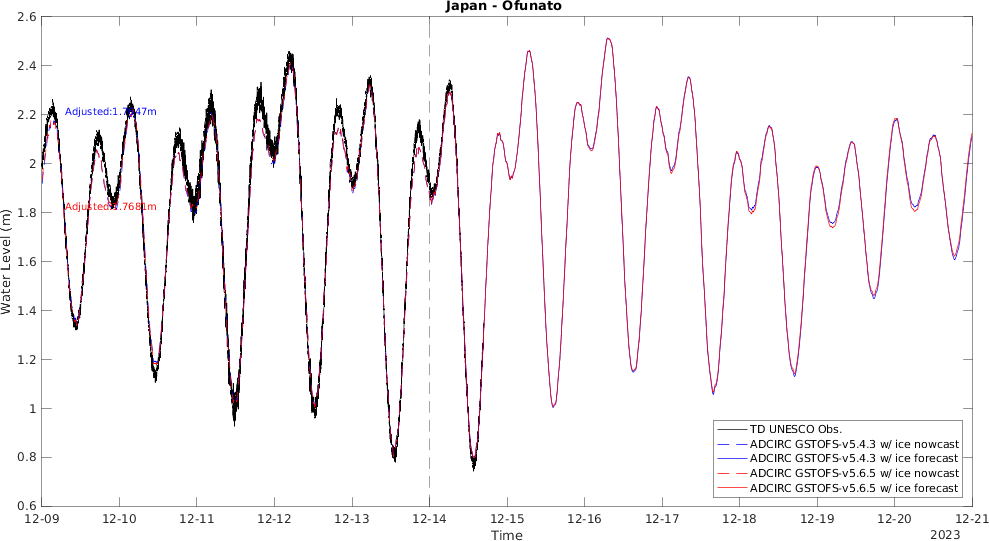 Japan - Ofunato
2.6
2.4
2.2
2
1.8
1.6
1.4
1.2
1
0.8
0.6
Water Level (m)
Adjusted:1.7647m
Adjusted:1.7681m
TD UNESCO Obs.
ADCIRC GSTOFS-v5.4.3 w/ ice nowcast
ADCIRC GSTOFS-v5.4.3 w/ ice forecast
ADCIRC GSTOFS-v5.6.5 w/ ice nowcast
ADCIRC GSTOFS-v5.6.5 w/ ice forecast
12-09 12-10 12-11 12-12 12-13 12-14 12-15 12-16 12-17 12-18 12-19 12-20 12-21
Time
2023